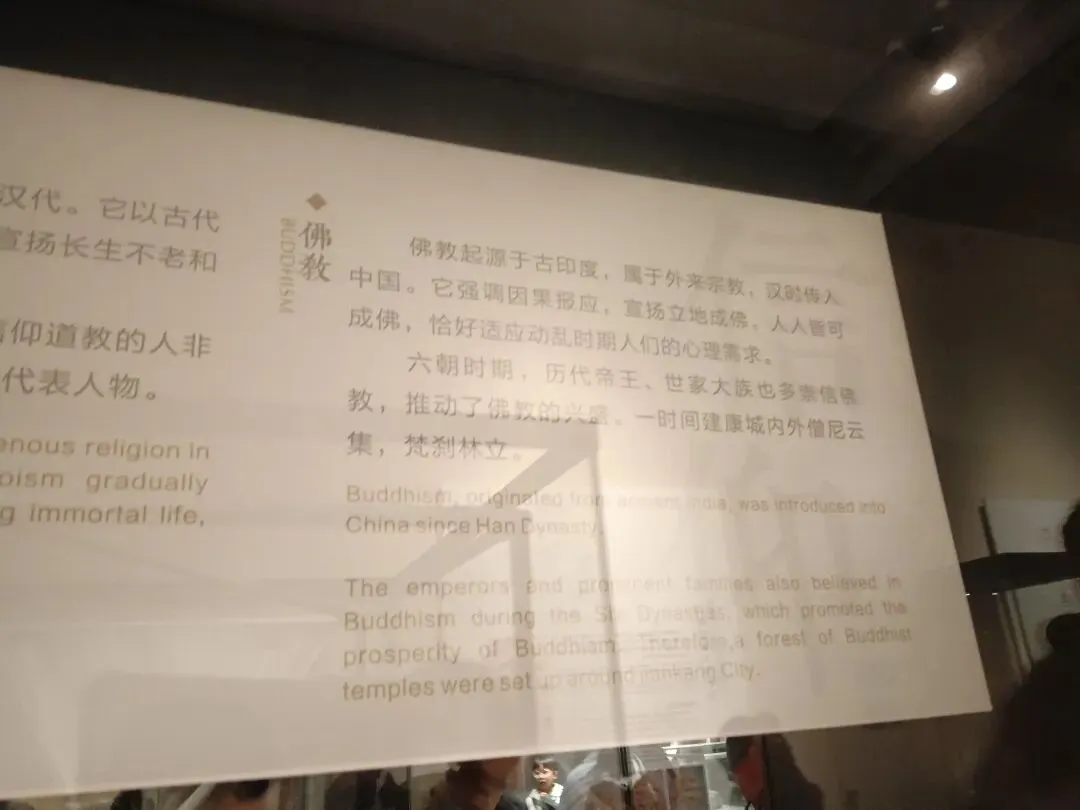 汉代。它以古代
宣扬长生不老和
信仰道教的人非
代表人物。
enous religion in
oism gradually
g immortal life,
佛教
BUDDHISM
佛教起源于古印度，属于外来宗教，汉时传入
中国。它强调因果报应，宣扬立地成佛，人人皆可
成佛，恰好适应动乱时期人们的心理需求。
六朝时期，历代帝王、世家大族也多崇信佛
教，推动了佛教的兴盛。一时间建康城内外僧尼云
集，梵刹林立。
Buddhism, originated from ancient India, was introduced into
China since Han Dynasty.
The emperors and prominent families also believed in
Buddhism during the Six Dynasties, which promoted the
prosperity of Buddhism. Therefore,a forest of Buddhist
temples were set up around Jiankang City.